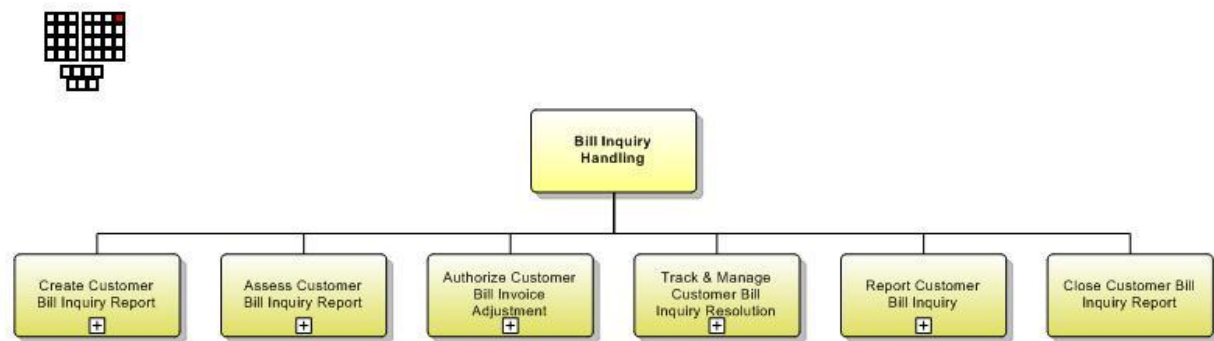 Bill Inquiry
Handling
Create Customer
Bill Inquiry Report
Assess Customer
Bill Inquiry Report
Authorize Customer
Bill Invoice
Adjustment
Track & Manage
Customer Bill
Inquiry Resolution
Report Customer
Bill Inquiry
Close Customer Bill
Inquiry Report